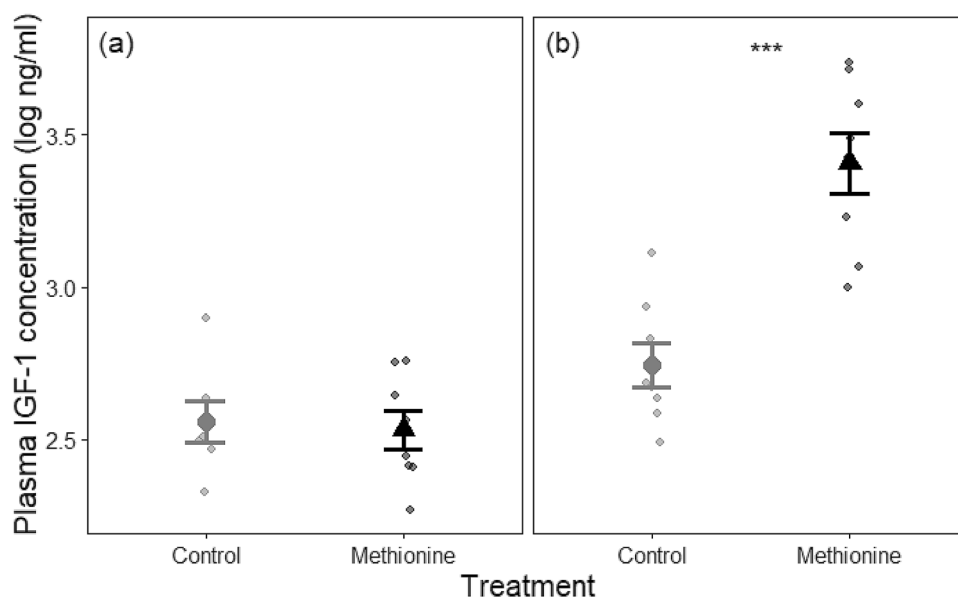 (a)
(b)
***
Plasma IGF-1 concentration (log ng/ml)
3.5
3.0
2.5
Control
Methionine
Control
Methionine
Treatment